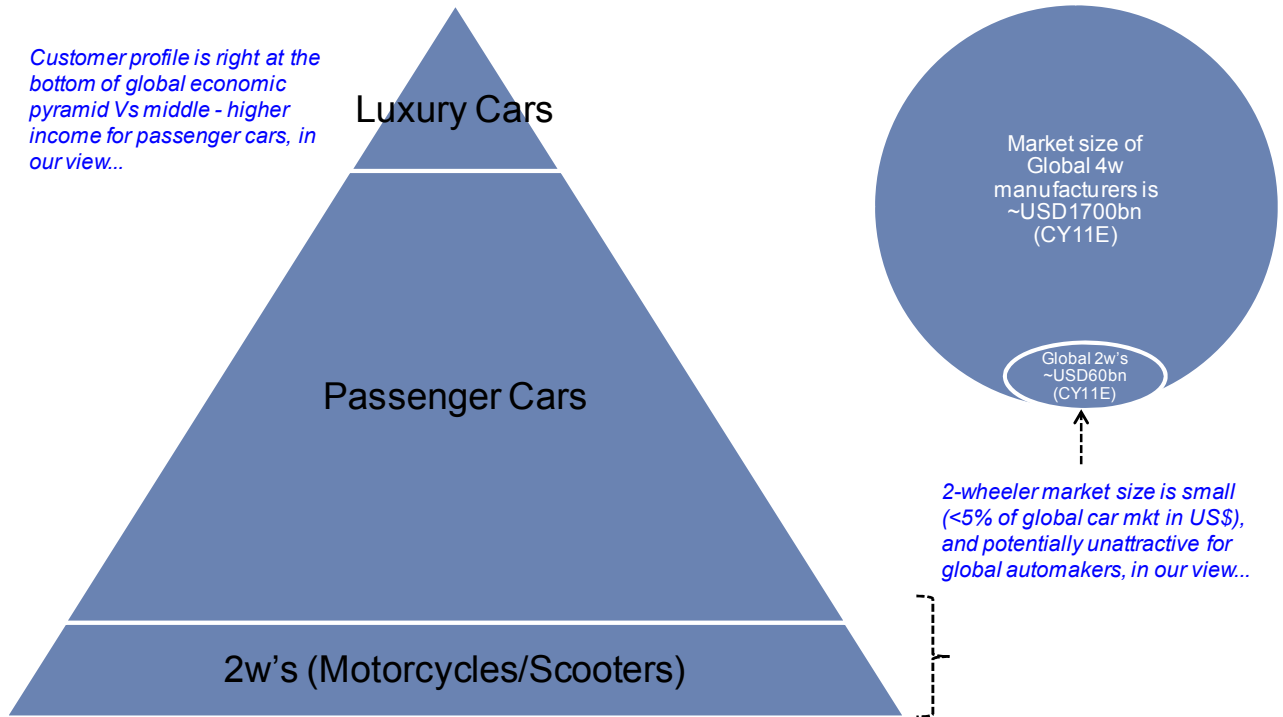 Customer profile is right at the
bottom of global economic
pyramid Vs middle - higher
income for passenger cars, in
our view...
Luxury Cars
Passenger Cars
2w's (Motorcycles/Scooters)
Market size of
Global 4w
manufacturers is
~USD1700bn
(CY11E)
Global 2w's
~USD60bn
(CY11E)
2-wheeler market size is small
(<5% of global car mkt in US$),
and potentially unattractive for
global automakers, in our view...